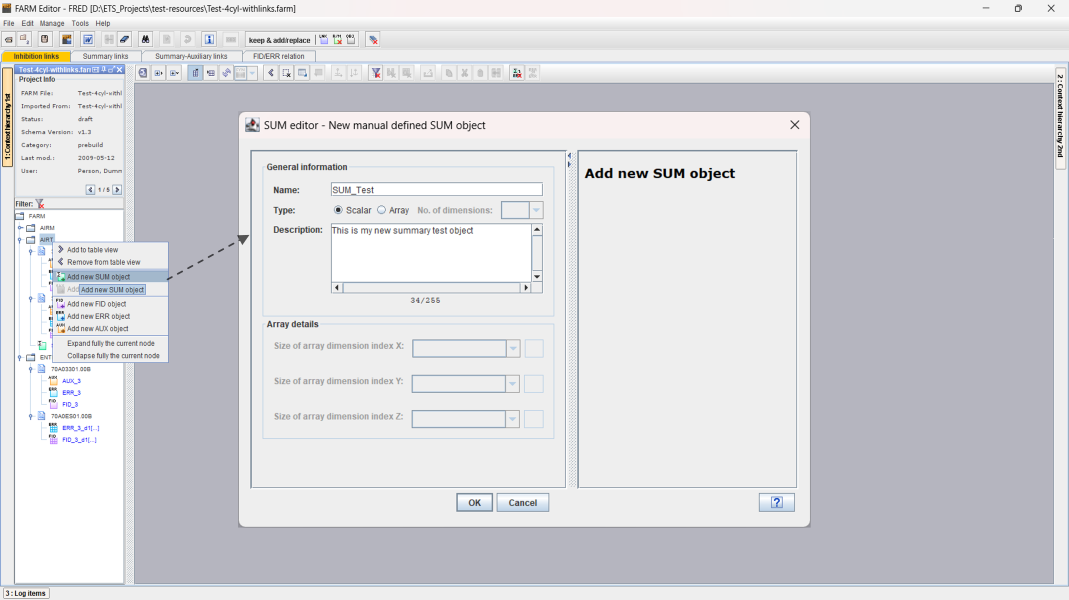 FARM Editor - FRED [D:\ETS_Projects\test-resources\Test-4cyl-withlinks.farm]
File Edit Manage Tools Help
keep & add/replace
Inhibition links Summary links Summary-Auxiliary links FID/ERR relation
Test-4cyl-withlinks.farm
1: Context hierarchy 1st
2: Context hierarchy 2nd
Project Info
FARM File: Test-4cyl-withl
Imported From: Test-4cyl-withl
Status: draft
Schema Version: v1.3
Category: prebuild
Last mod.: 2009-05-12
User: Person, Dumm
1 / 5
Filter:
FARM
AIRM
AIRT
Add to table view
Remove from table view
Add new SUM object
Add
Add new SUM object
Add new FID object
Add new ERR object
Add new AUX object
Expand fully the current node
Collapse fully the current node
ENT
70A03301.00B
AUX_3
ERR_3
FID_3
70A0ES01.00B
ERR_3_d1[...]
FID_3_d1[...]
SUM editor - New manual defined SUM object
General information
Name: SUM_Test
Type: Scalar Array No. of dimensions:
Description: This is my new summary test object
34/255
Array details
Size of array dimension index X:
Size of array dimension index Y:
Size of array dimension index Z:
Add new SUM object
OK Cancel ?
3 : Log items